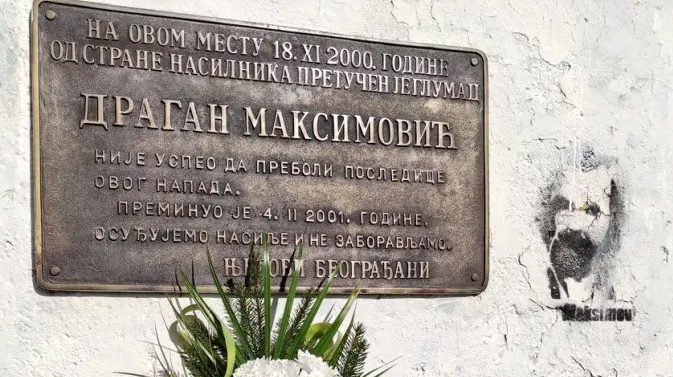 НА ОВОМ МЕСТУ 18. XI 2000. ГОДИНЕ
ОД СТРАНЕ НАСИЛНИКА ПРЕТУЧЕН ЈЕ ГЛУМАЦ
ДРАГАН МАКСИМОВИЋ
НИЈЕ УСПЕО ДА ПРЕБОЛИ ПОСЛЕДИЦЕ
ОВОГ НАПАДА.
ПРЕМИНУО ЈЕ 4. II 2001. ГОДИНЕ.
ОСУЂУЈЕМО НАСИЉЕ И НЕ ЗАБОРАВЉАМО.
ЊЕГОВИ БЕОГРАЂАНИ
Maksimov